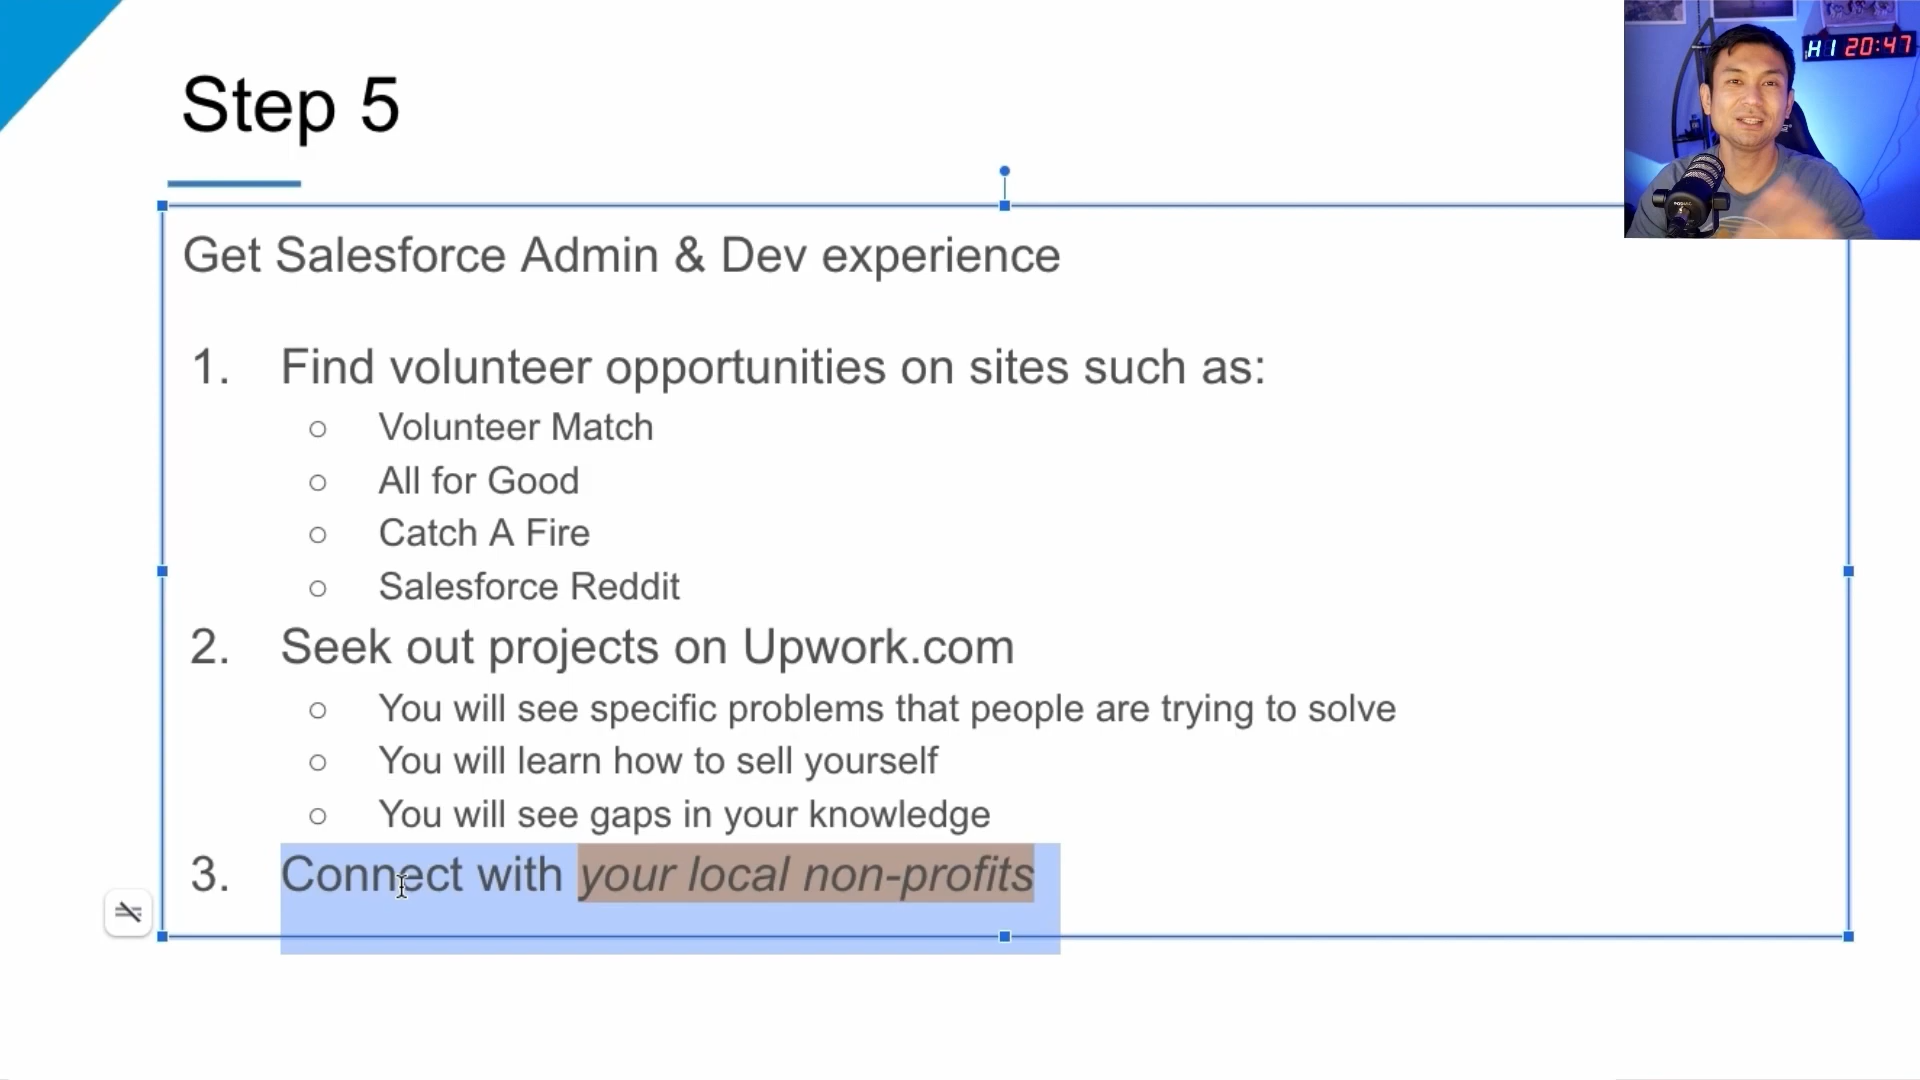 Step 5
HI 20:47
Get Salesforce Admin & Dev experience
1. Find volunteer opportunities on sites such as:
○ Volunteer Match
○ All for Good
○ Catch A Fire
○ Salesforce Reddit
2. Seek out projects on Upwork.com
○ You will see specific problems that people are trying to solve
○ You will learn how to sell yourself
○ You will see gaps in your knowledge
3. Connect with your local non-profits